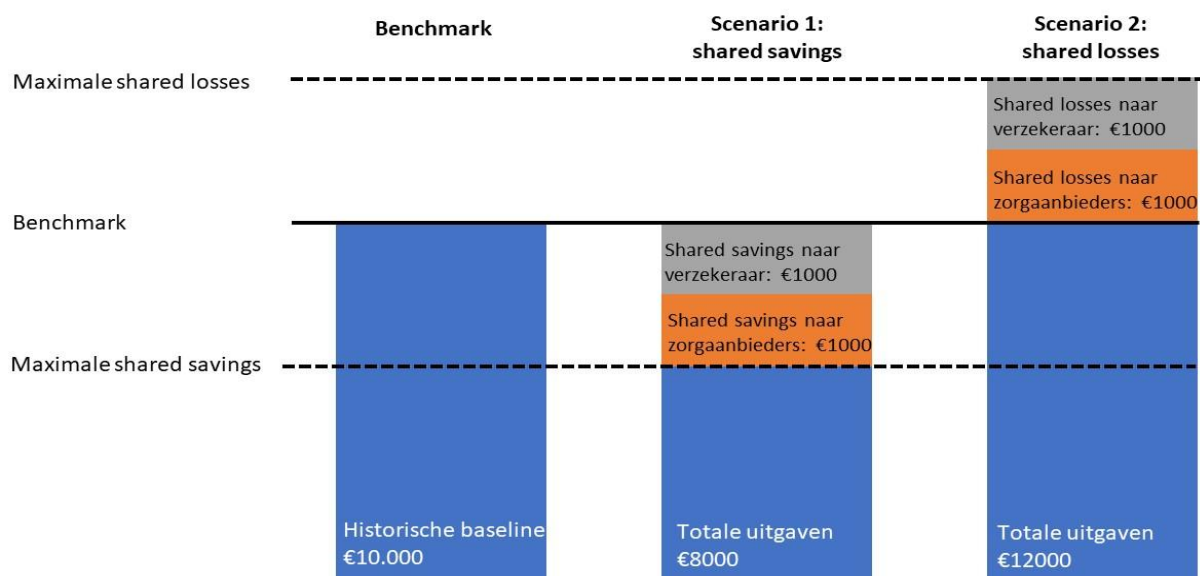 Benchmark
Scenario 1:
shared savings
Scenario 2:
shared losses
Maximale shared losses
Shared losses naar
verzekeraar: €1000
Shared losses naar
zorgaanbieders: €1000
Benchmark
Shared savings naar
verzekeraar: €1000
Shared savings naar
zorgaanbieders: €1000
Maximale shared savings
Historische baseline
€10.000
Totale uitgaven
€8000
Totale uitgaven
€12000